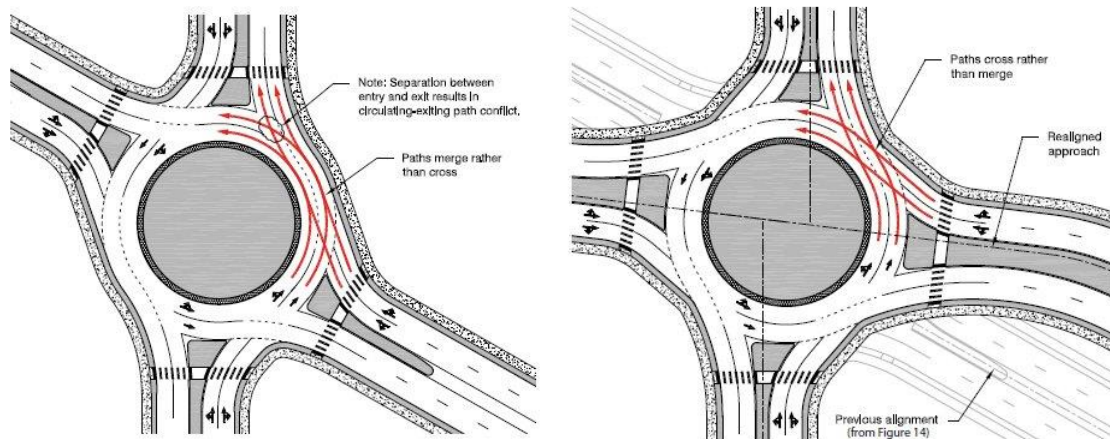 Note: Separation between
entry and exit results in
circulating-exiting path conflict.
Paths merge rather
than cross
Paths cross rather
than merge
Realigned
approach
Previous alignment
(from Figure 14)